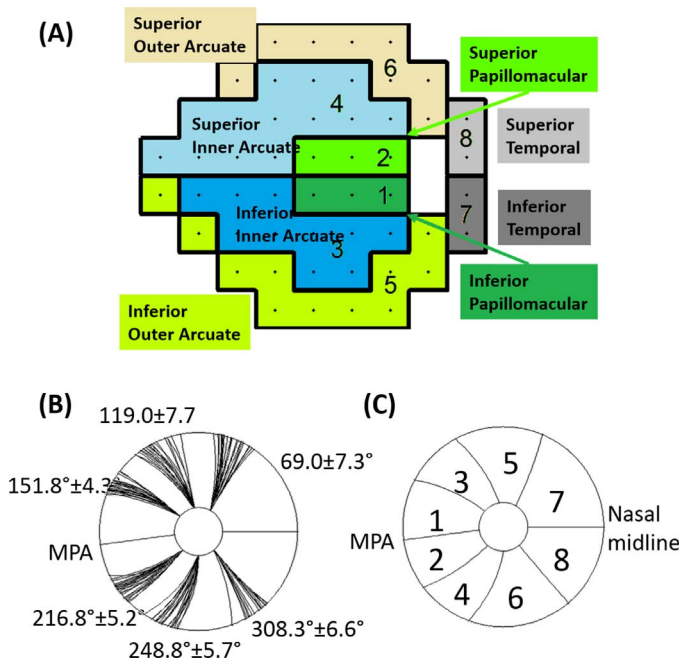 (A)
Superior
Outer Arcuate
6
4
Superior
Papillomacular
Superior
Inner Arcuate
8
Superior
Temporal
2
1
Inferior
Inner Arcuate
3
7
Inferior
Temporal
5
Inferior
Outer Arcuate
Inferior
Papillomacular
(B)
119.0±7.7
69.0±7.3°
151.8°±4.3°
MPA
216.8°±5.2°
248.8°±5.7°
308.3°±6.6°
(C)
5
3
7
1
MPA
Nasal
midline
2
8
4
6